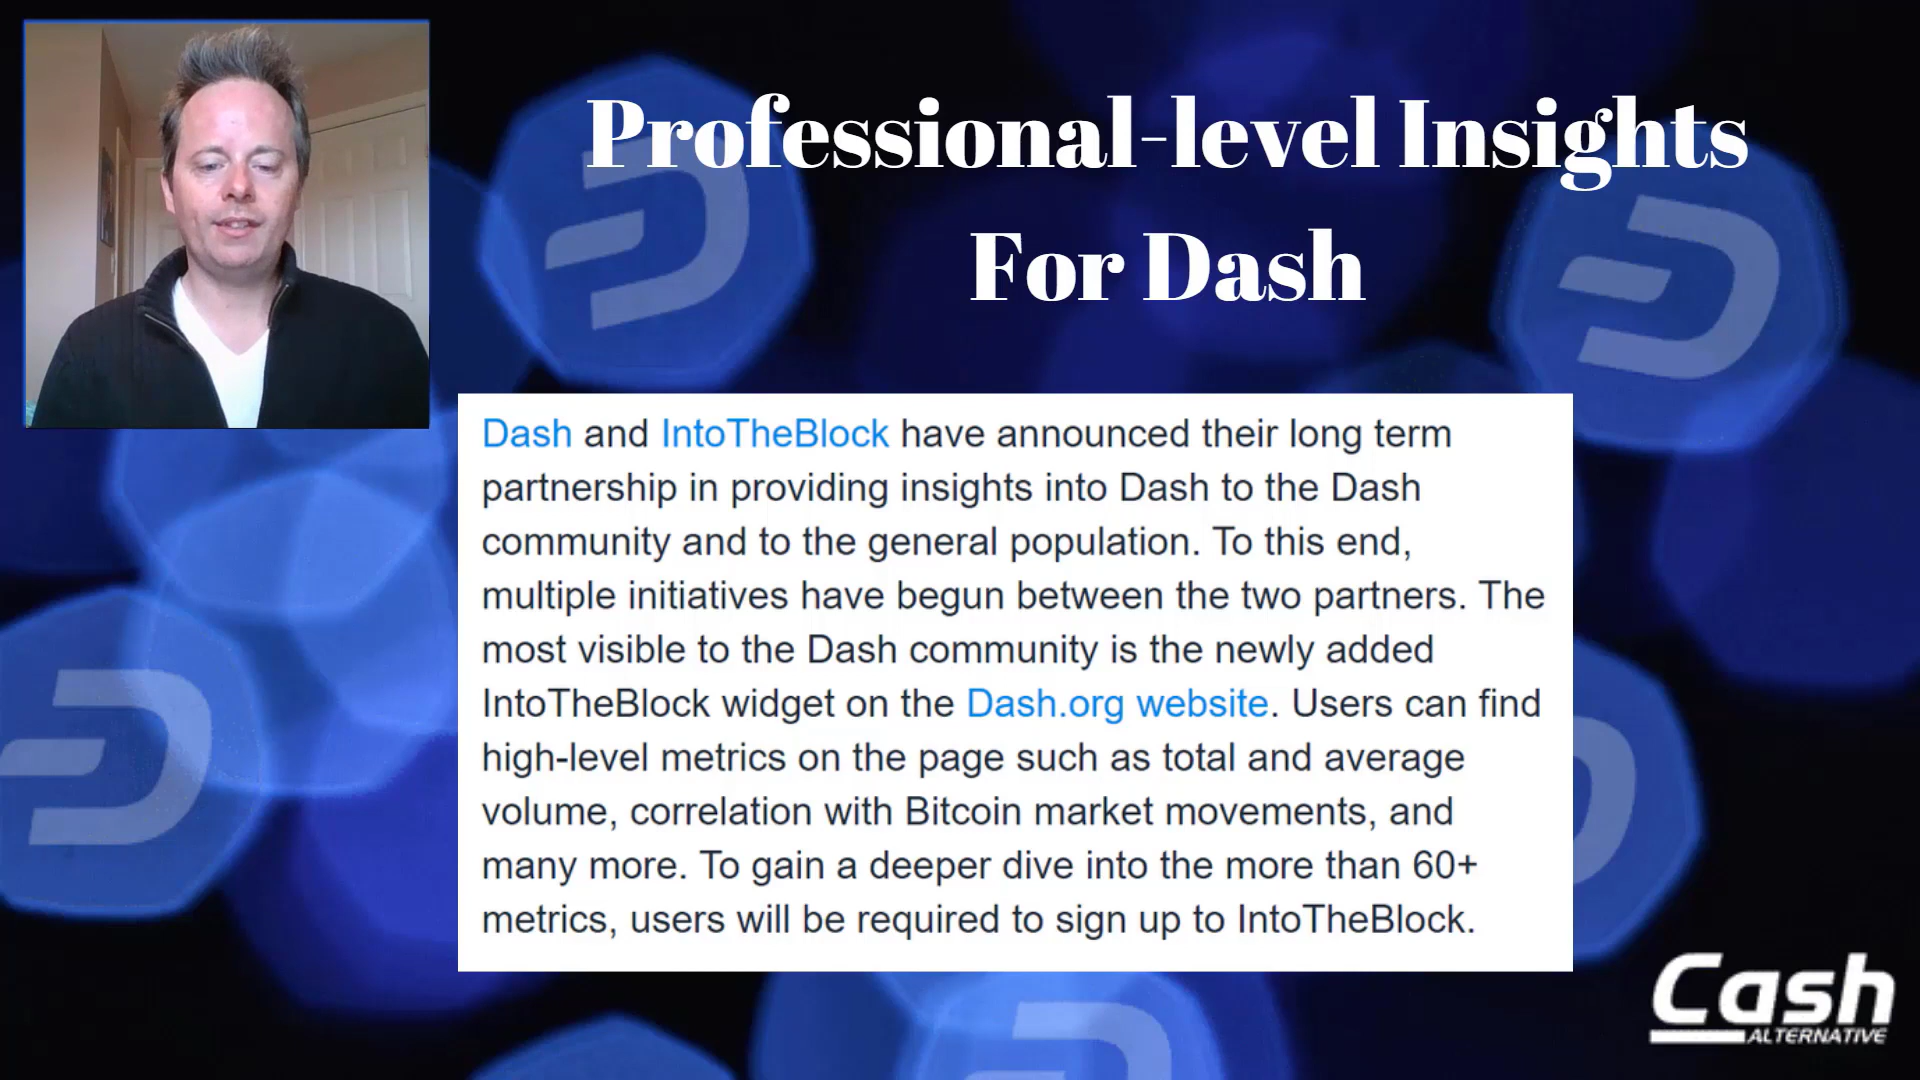 Professional-level Insights
For Dash
Dash and IntoTheBlock have announced their long term
partnership in providing insights into Dash to the Dash
community and to the general population. To this end,
multiple initiatives have begun between the two partners. The
most visible to the Dash community is the newly added
IntoTheBlock widget on the Dash.org website. Users can find
high-level metrics on the page such as total and average
volume, correlation with Bitcoin market movements, and
many more. To gain a deeper dive into the more than 60+
metrics, users will be required to sign up to IntoTheBlock.
Cash
ALTERNATIVE